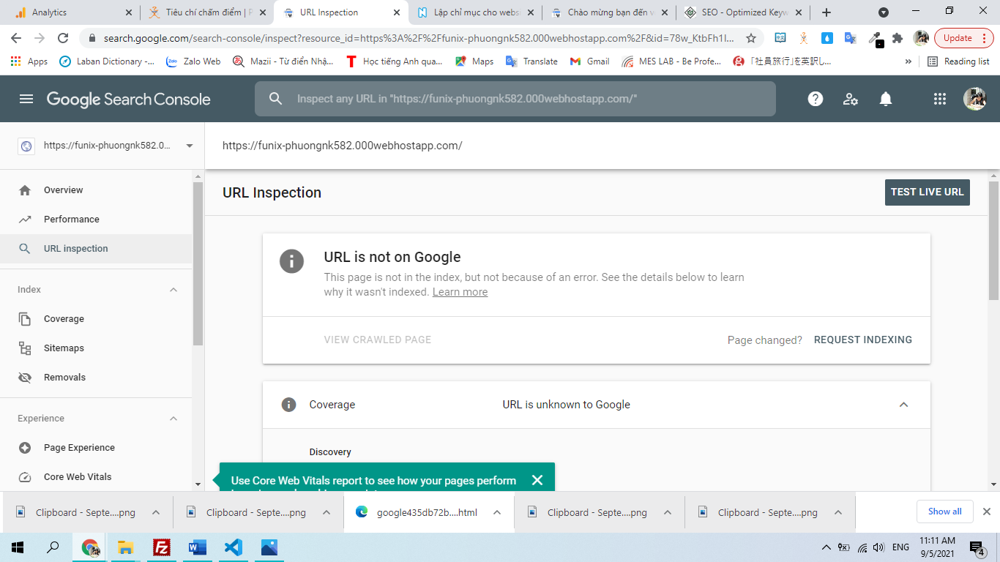 Analytics
Tiêu chí chấm điểm | P
URL Inspection
Lập chỉ mục cho webs
Chào mừng bạn đến v
SEO - Optimized Keyw
search.google.com/search-console/inspect?resource_id=https%3A%2F%2Ffunix-phuongnk582.000webhostapp.com%2F&id=78w_KtbFh1I...
Update
Apps
Laban Dictionary -...
Zalo Web
Mazii - Từ điển Nhậ...
Học tiếng Anh qua...
Maps
Translate
Gmail
MES LAB - Be Profe...
「社員旅行」を英訳し...
»
Reading list
Google Search Console
Inspect any URL in "https://funix-phuongnk582.000webhostapp.com/"
https://funix-phuongnk582.0...
https://funix-phuongnk582.000webhostapp.com/
Overview
Performance
URL inspection
Index
Coverage
Sitemaps
Removals
Experience
Page Experience
Core Web Vitals
URL Inspection
TEST LIVE URL
URL is not on Google
This page is not in the index, but not because of an error. See the details below to learn
why it wasn't indexed. Learn more
VIEW CRAWLED PAGE
Page changed? REQUEST INDEXING
Coverage
URL is unknown to Google
Discovery
Use Core Web Vitals report to see how your pages perform
Clipboard - Septe....png
Clipboard - Septe....png
google435db72b....html
Clipboard - Septe....png
Clipboard - Septe....png
Show all
ENG
11:11 AM
9/5/2021
4